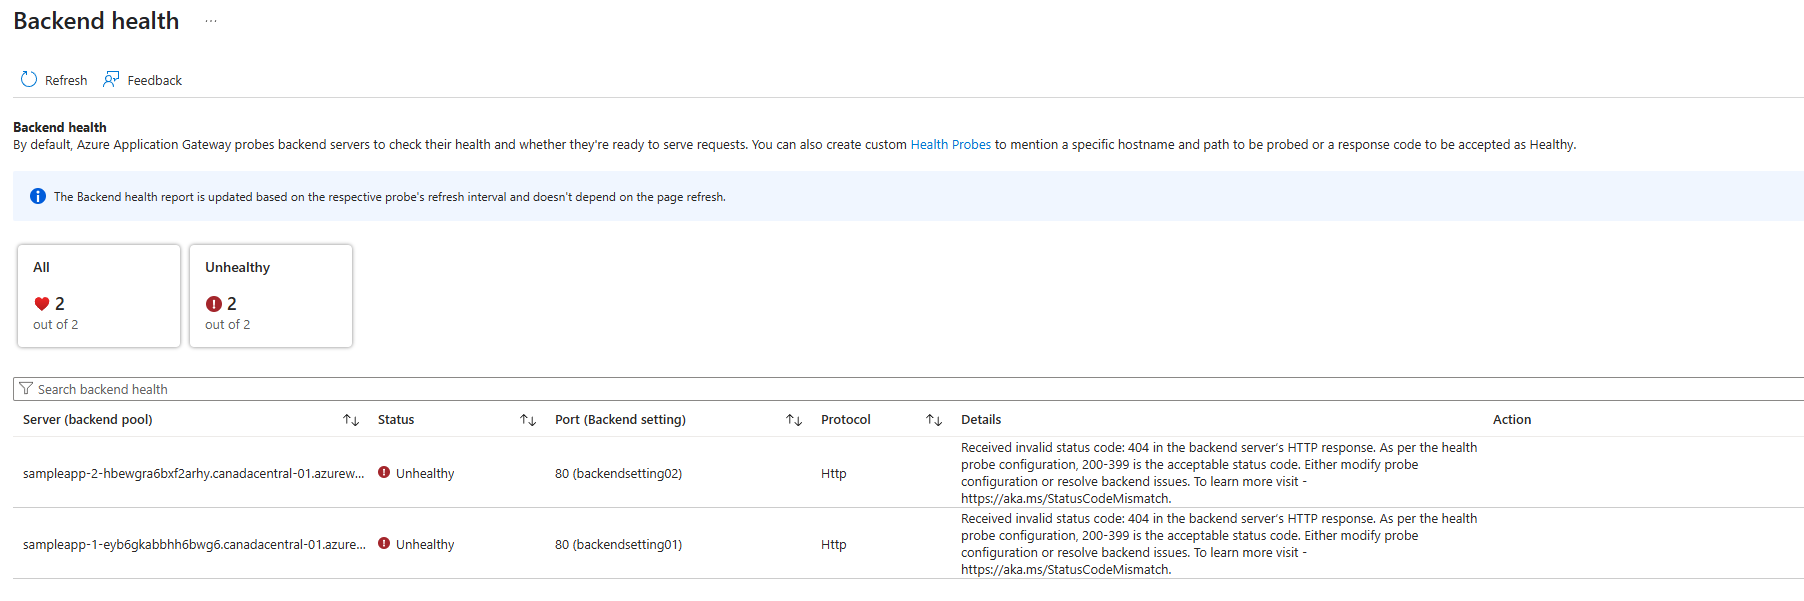 Backend health ...
Refresh Feedback
Backend health
By default, Azure Application Gateway probes backend servers to check their health and whether they're ready to serve requests. You can also create custom Health Probes to mention a specific hostname and path to be probed or a response code to be accepted as Healthy.
The Backend health report is updated based on the respective probe's refresh interval and doesn't depend on the page refresh.
All
2
out of 2
Unhealthy
2
out of 2
Search backend health
Server (backend pool) Status Port (Backend setting) Protocol Details Action
sampleapp-2-hbewgra6bxf2arhy.canadacentral-01.azurew... Unhealthy 80 (backendsetting02) Http
Received invalid status code: 404 in the backend server's HTTP response. As per the health
probe configuration, 200-399 is the acceptable status code. Either modify probe
configuration or resolve backend issues. To learn more visit -
https://aka.ms/StatusCodeMismatch.
sampleapp-1-eyb6gkabbhh6bwg6.canadacentral-01.azure... Unhealthy 80 (backendsetting01) Http
Received invalid status code: 404 in the backend server's HTTP response. As per the health
probe configuration, 200-399 is the acceptable status code. Either modify probe
configuration or resolve backend issues. To learn more visit -
https://aka.ms/StatusCodeMismatch.